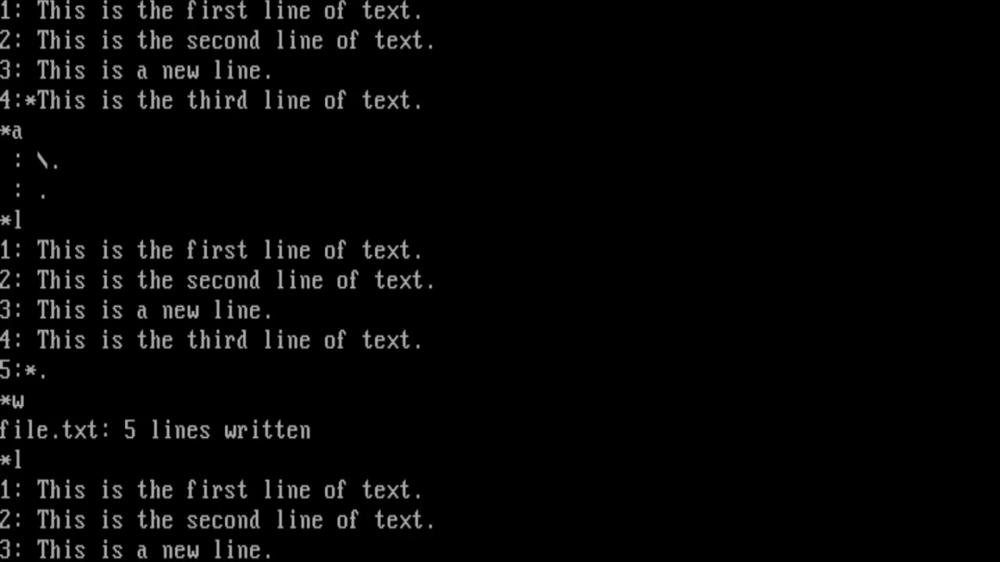 1: This is the first line of text.
2: This is the second line of text.
3: This is a new line.
4:*This is the third line of text.
*a
 : \.
 : .
*l
1: This is the first line of text.
2: This is the second line of text.
3: This is a new line.
4: This is the third line of text.
5:*.
*w
file.txt: 5 lines written
*l
1: This is the first line of text.
2: This is the second line of text.
3: This is a new line.